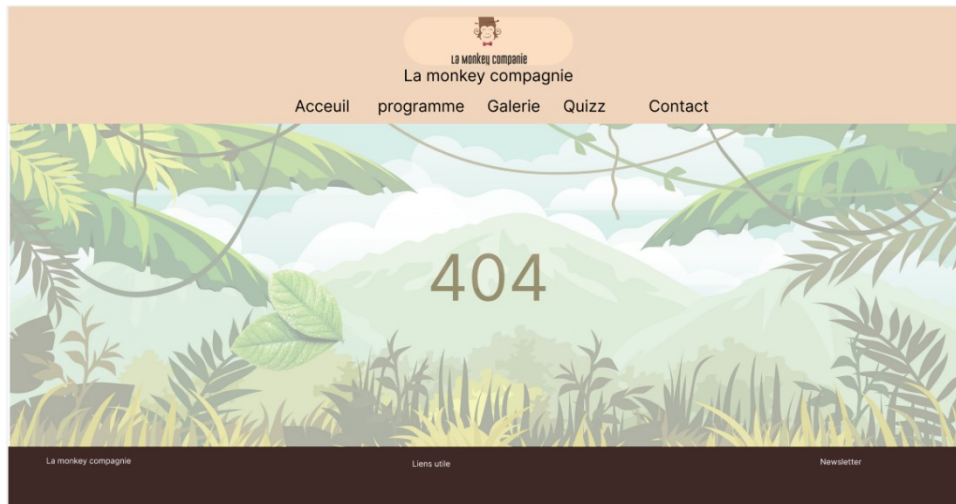 La Monkey companie
La monkey compagnie
Acceuil programme Galerie Quizz Contact
404
La monkey compagnie Liens utile Newsletter